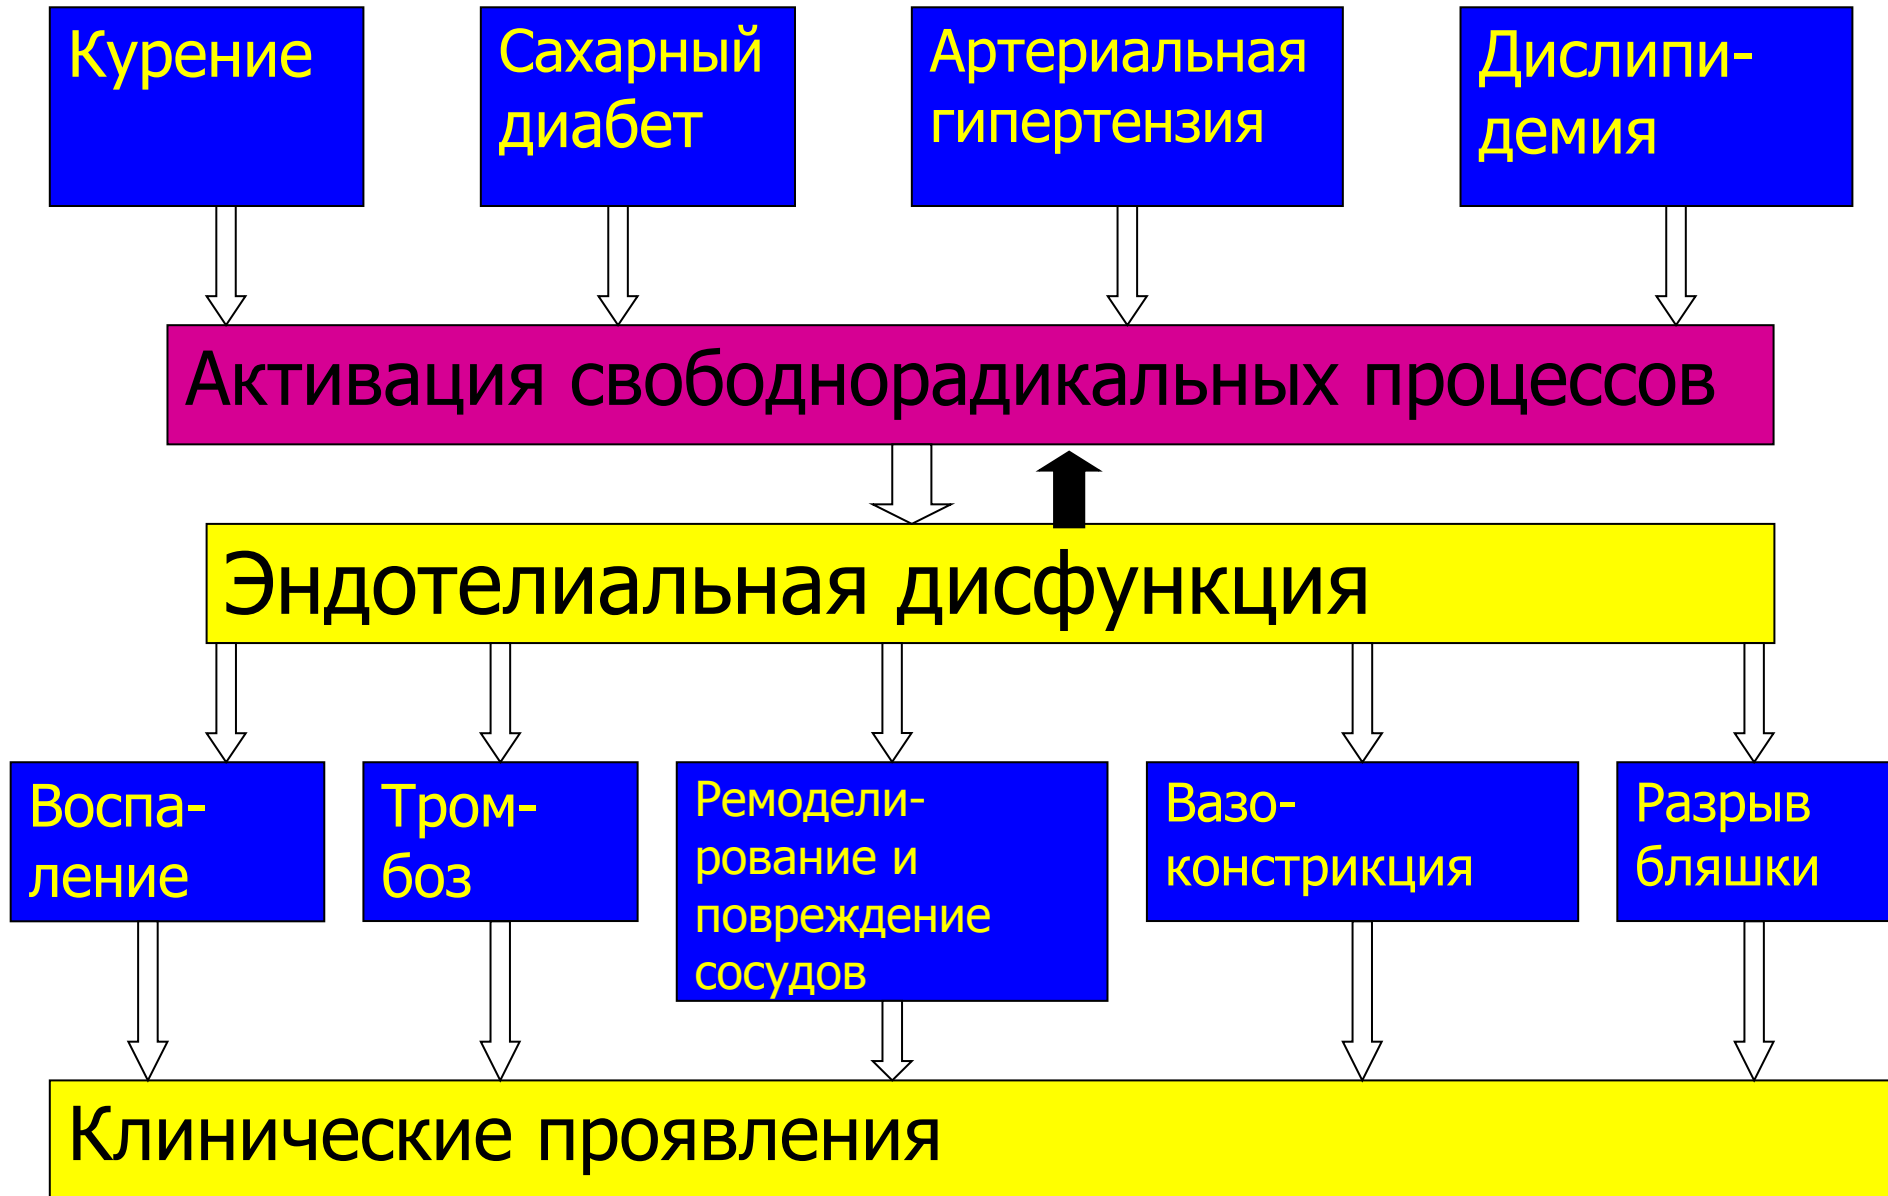 Курение
Сахарный
диабет
Артериальная
гипертензия
Дислипи-
демия
Активация свободнорадикальных процессов
Эндотелиальная дисфункция
Воспа-
ление
Тром-
боз
Ремодели-
рование и
повреждение
сосудов
Вазо-
констрикция
Разрыв
бляшки
Клинические проявления